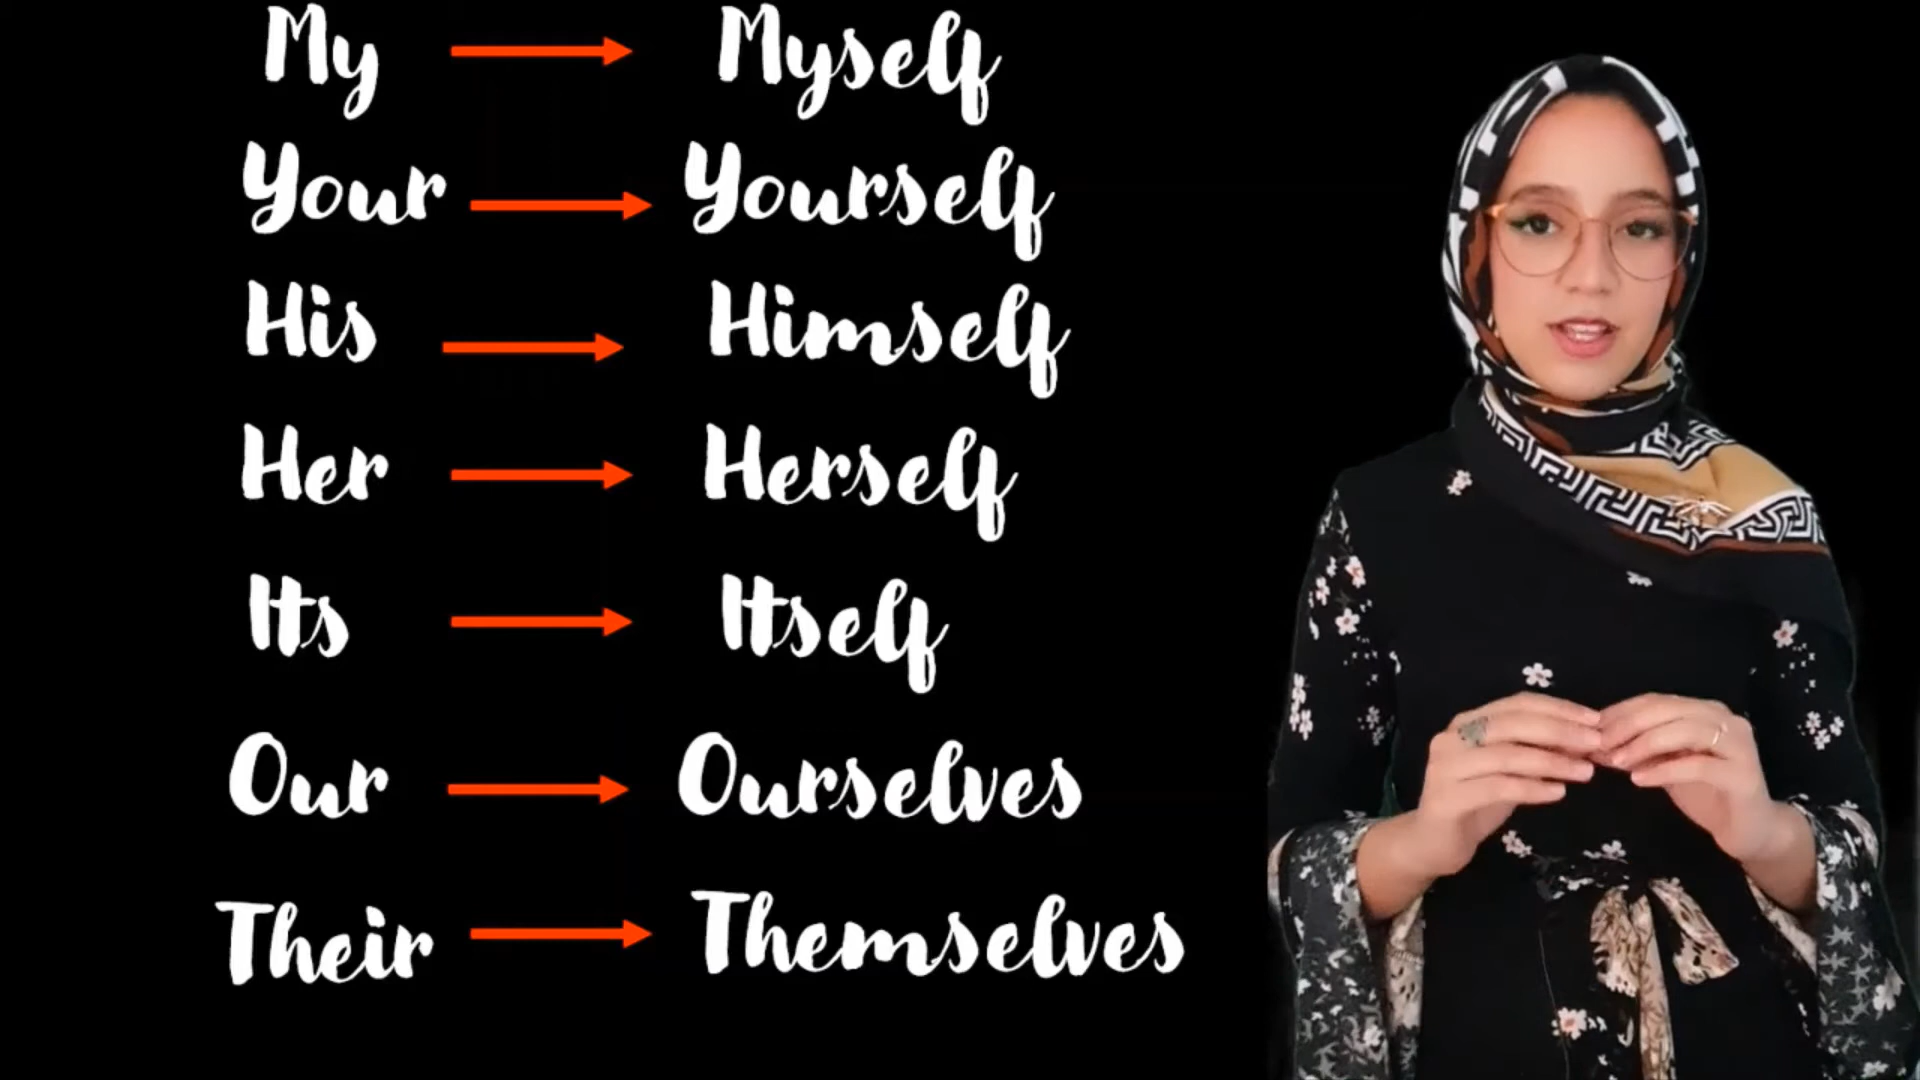 My Myself
Your Yourself
His Himself
Her Herself
Its Itself
Our Ourselves
Their Themselves